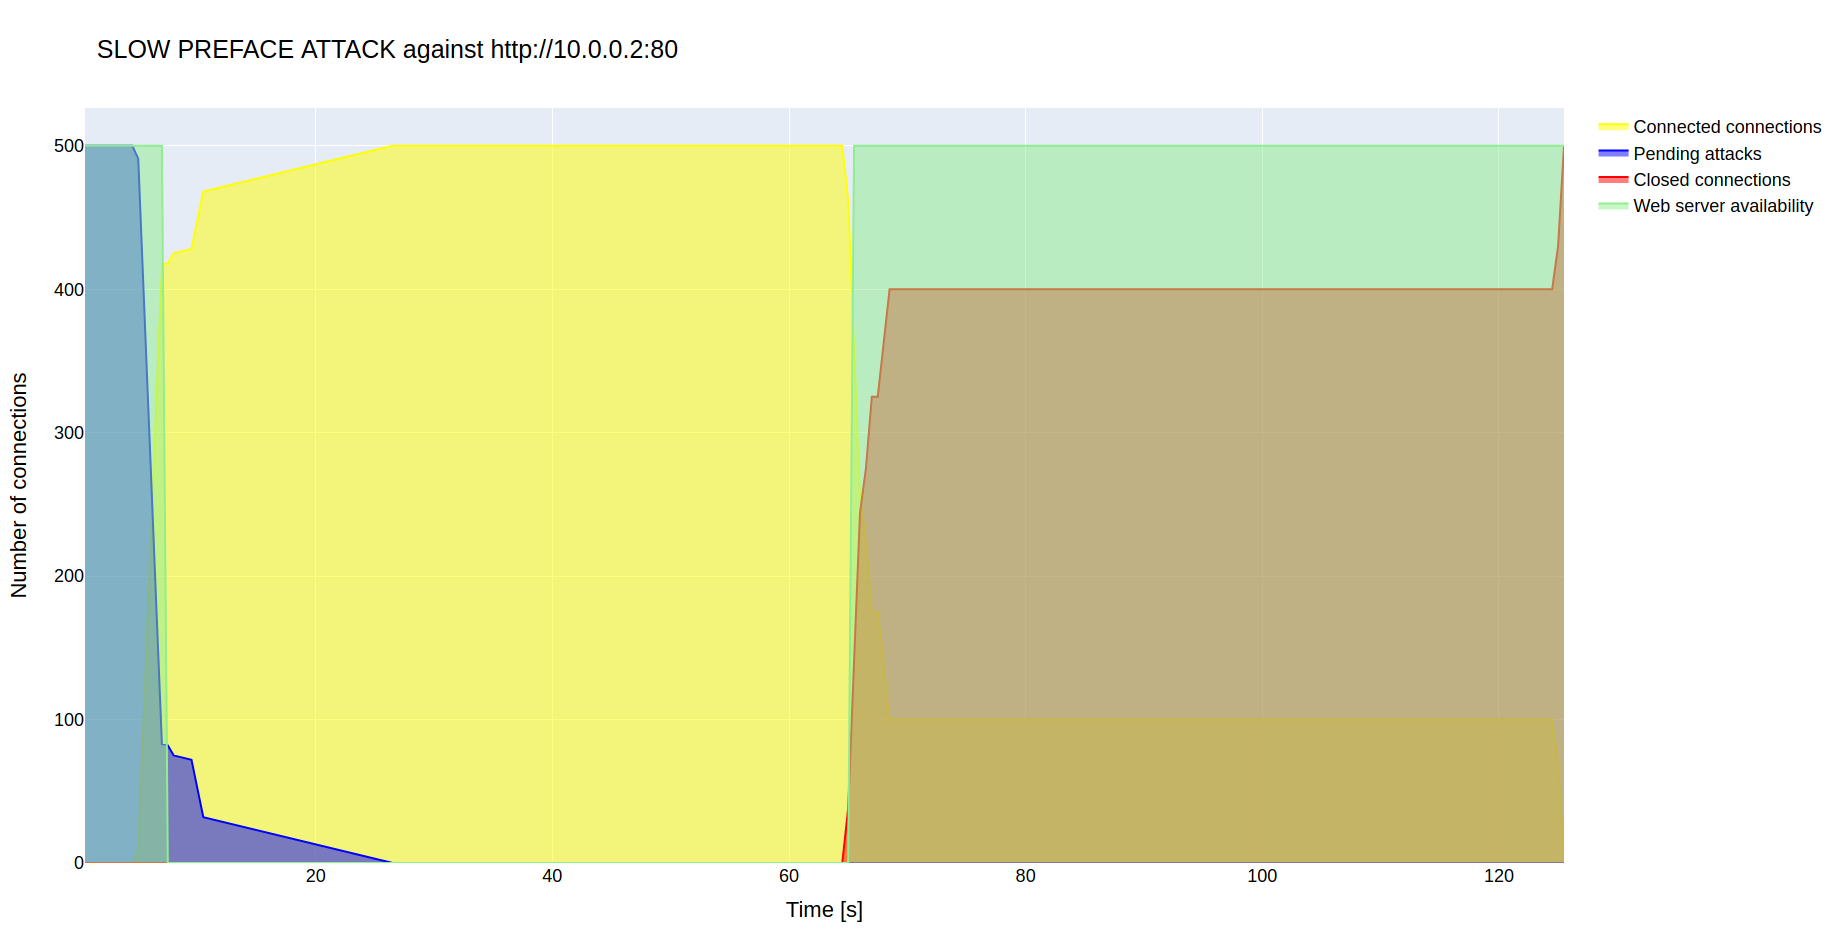 SLOW PREFACE ATTACK against http://10.0.0.2:80
Connected connections
Pending attacks
Closed connections
Web server availability
Number of connections
500
400
300
200
100
0
20
40
60
80
100
120
Time [s]